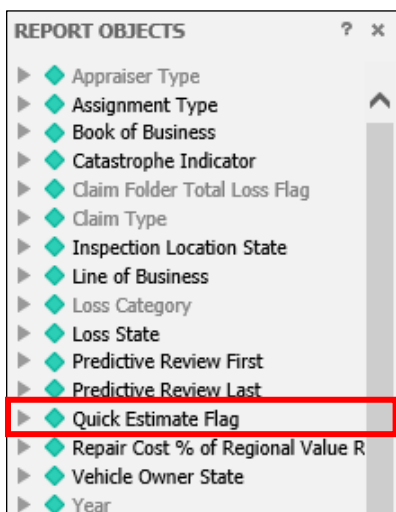 REPORT OBJECTS ? ×
Appraiser Type
Assignment Type
Book of Business
Catastrophe Indicator
Claim Folder Total Loss Flag
Claim Type
Inspection Location State
Line of Business
Loss Category
Loss State
Predictive Review First
Predictive Review Last
Quick Estimate Flag
Repair Cost % of Regional Value R
Vehicle Owner State
Year